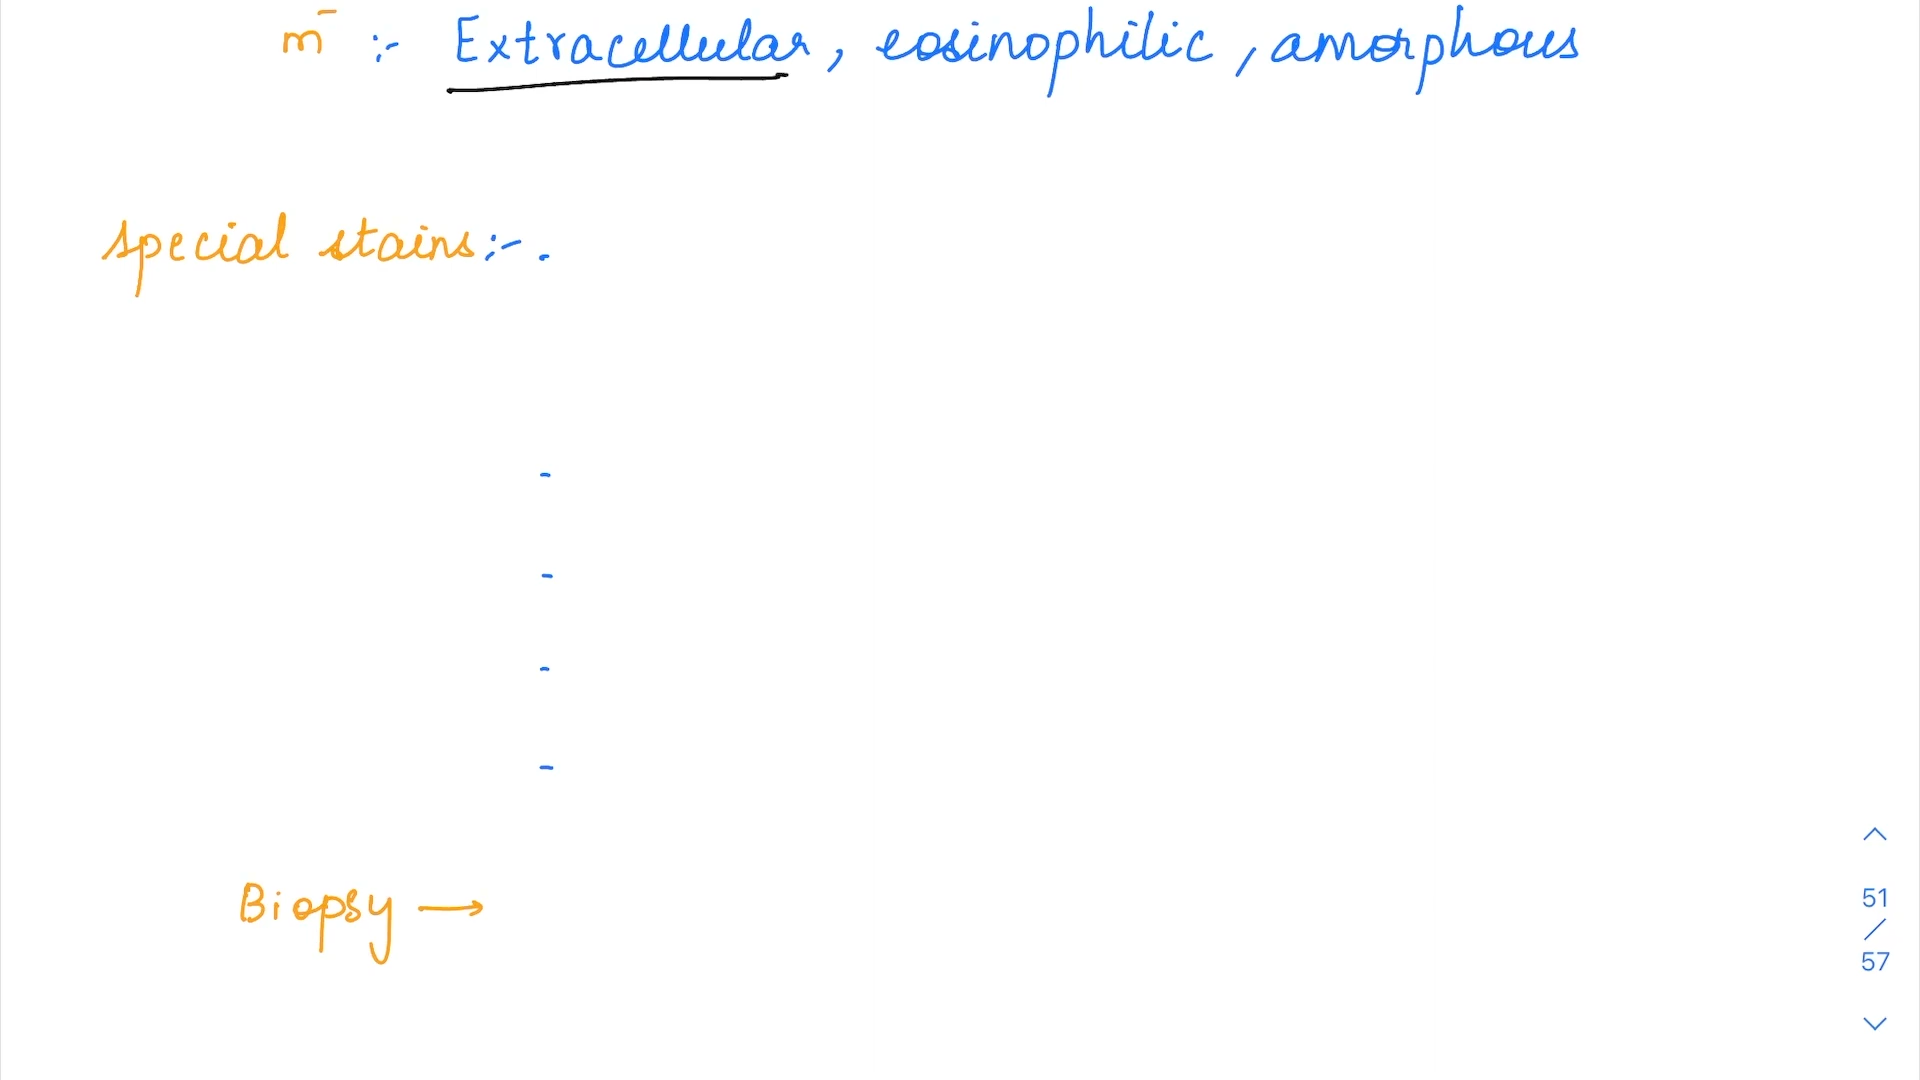 m̄ :- Extracellular, eosinophilic, amorphous
special stains:- .
-
-
-
-
Biopsy →
51
/
57